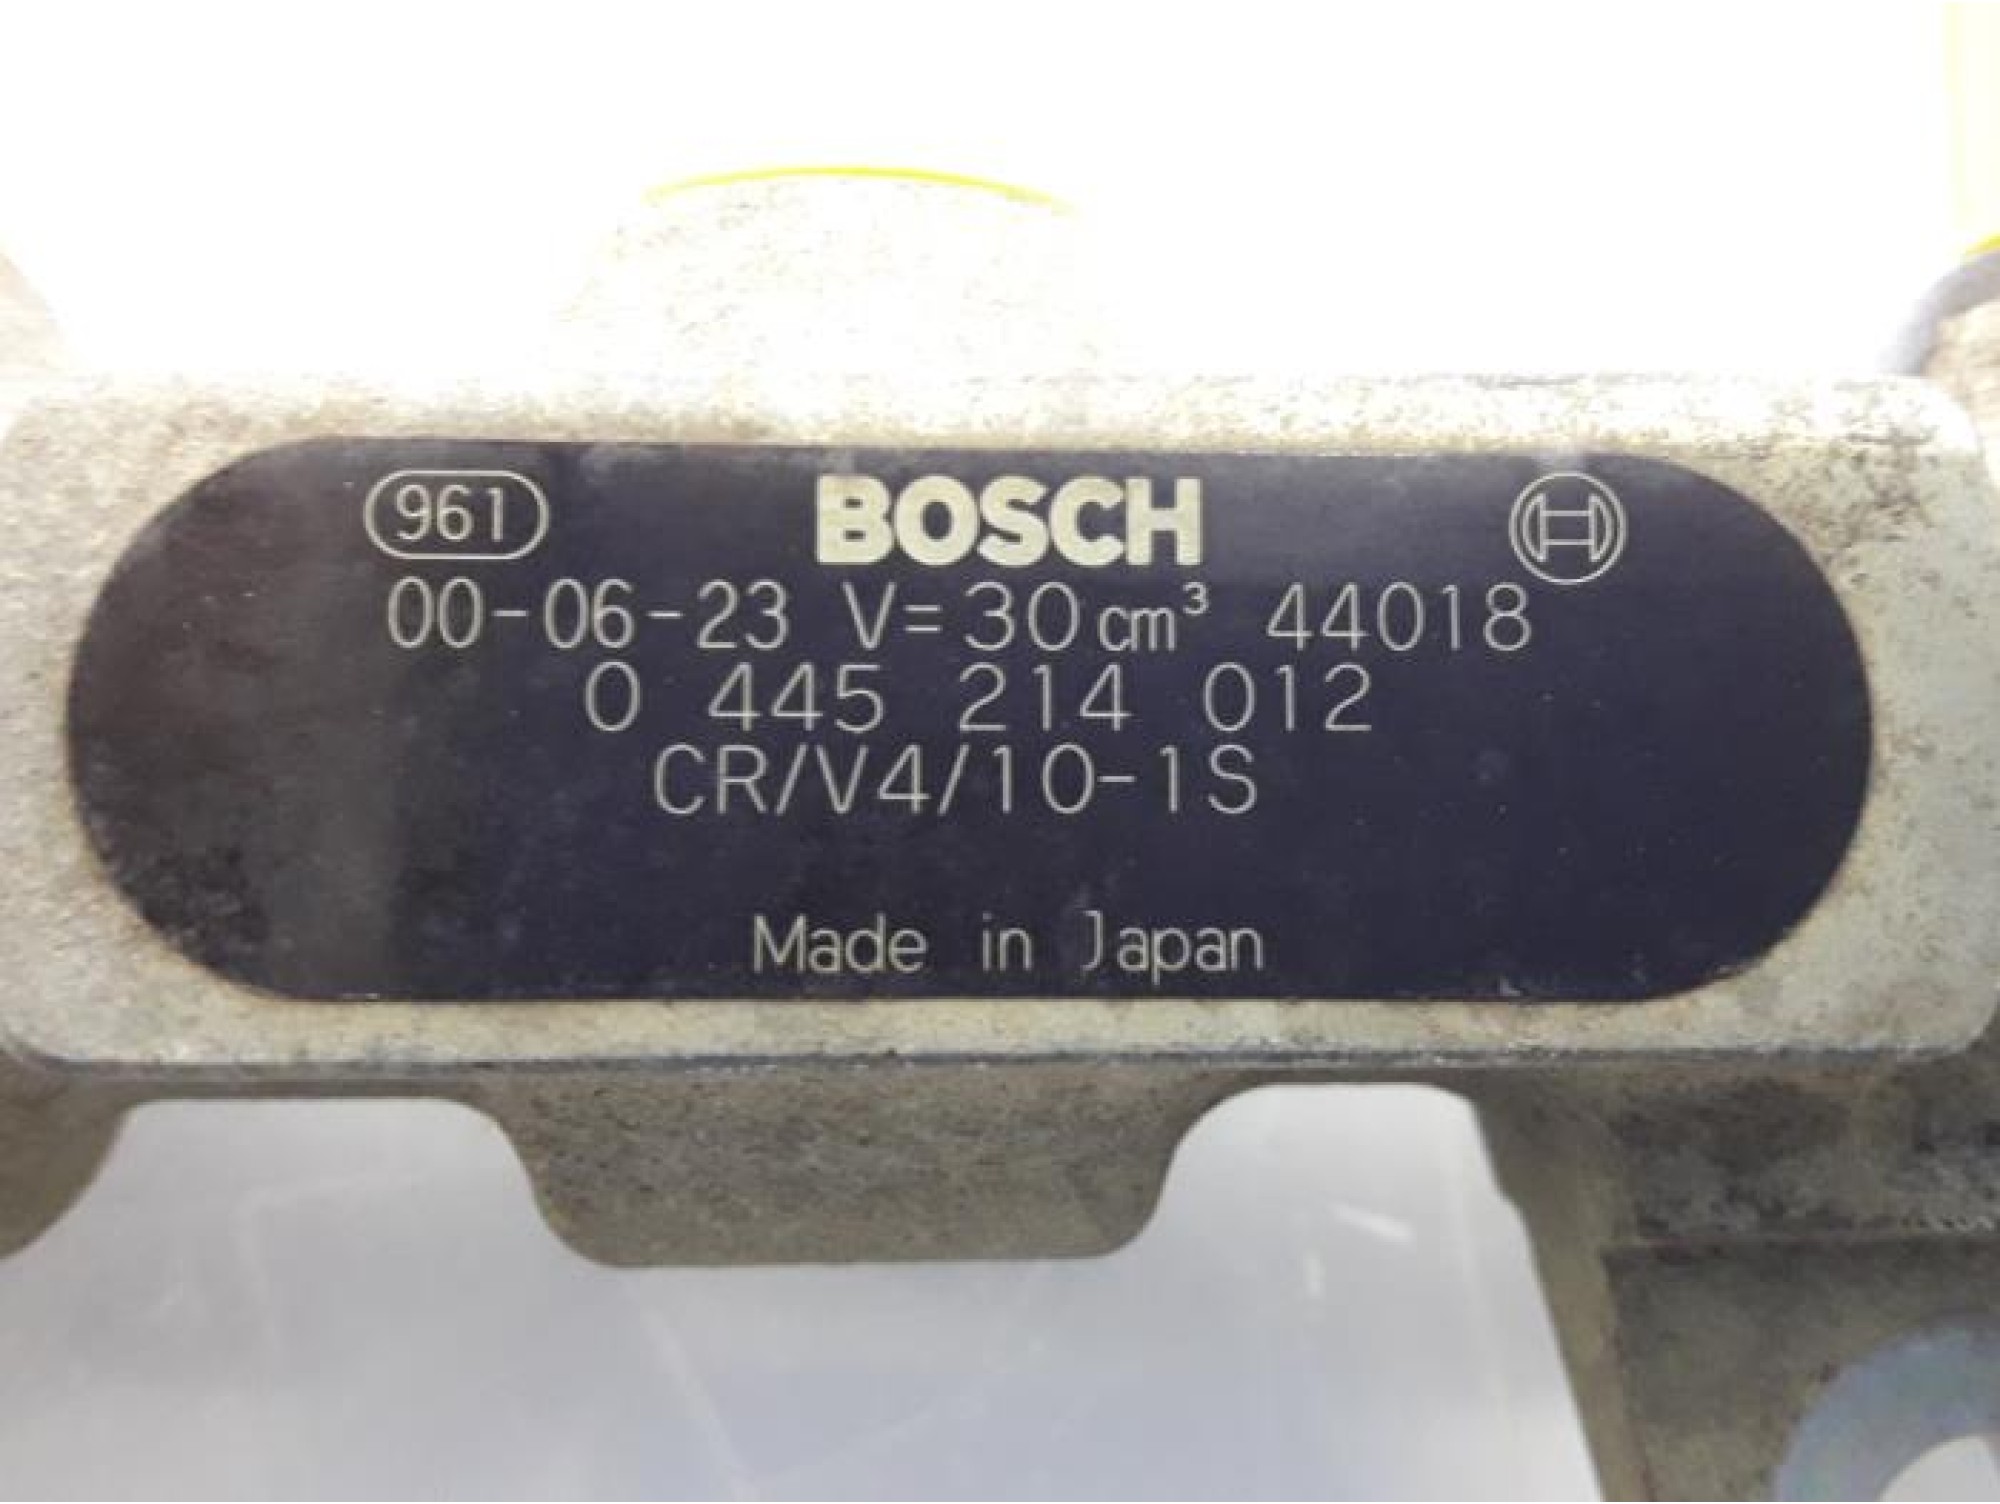 961 BOSCH
00-06-23 V=30cm³ 44018
0 445 214 012
CR/V4/10-1S
Made in Japan